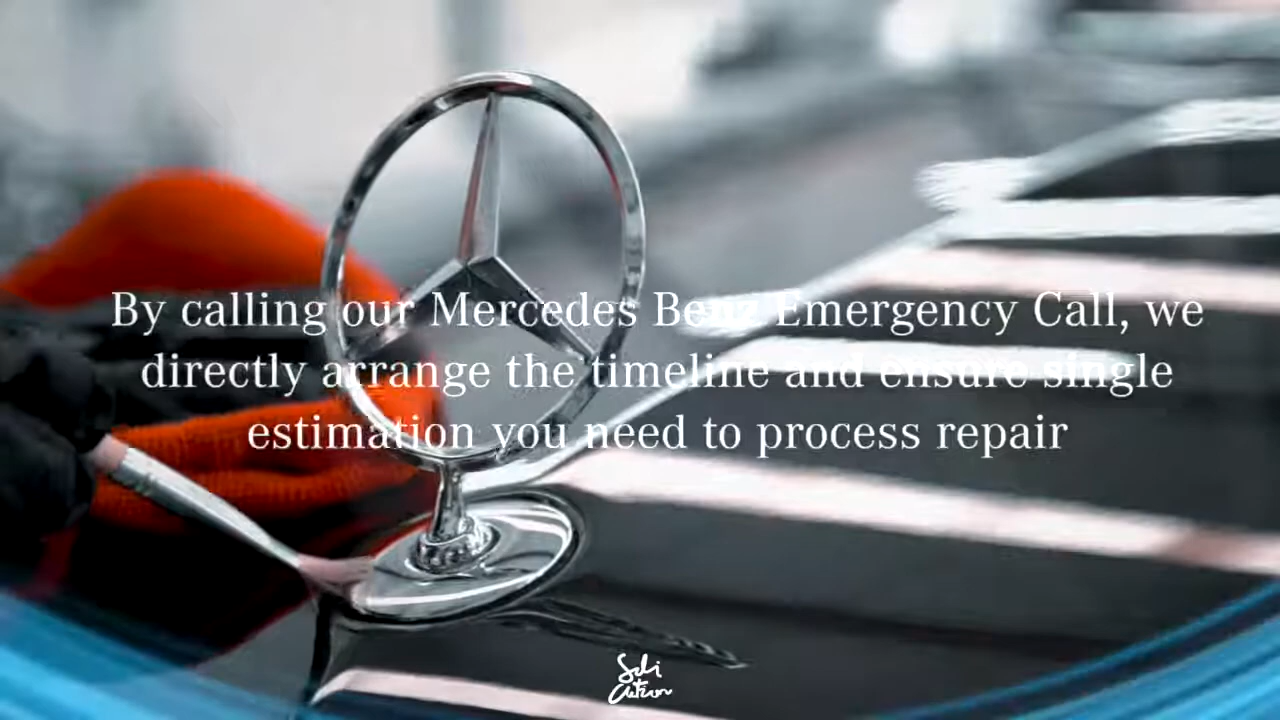 By calling our Mercedes Benz Emergency Call, we
directly arrange the timeline and ensure single
estimation you need to process repair